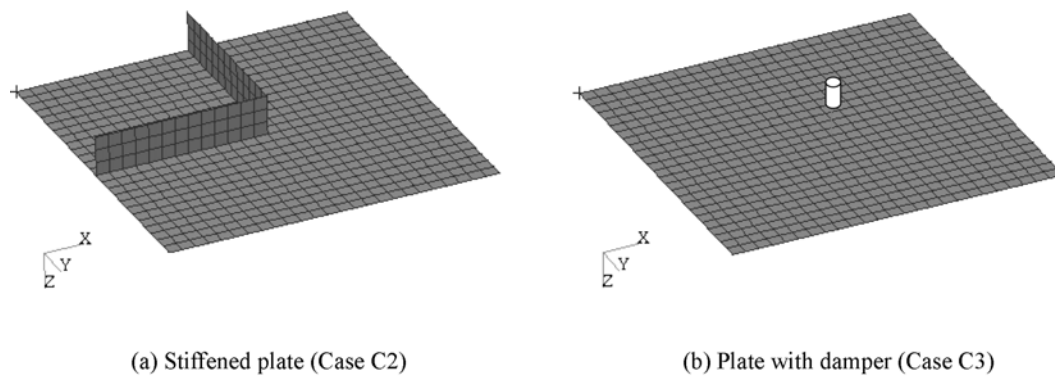 X
Y
Z
X
Y
Z
(a) Stiffened plate (Case C2)
(b) Plate with damper (Case C3)